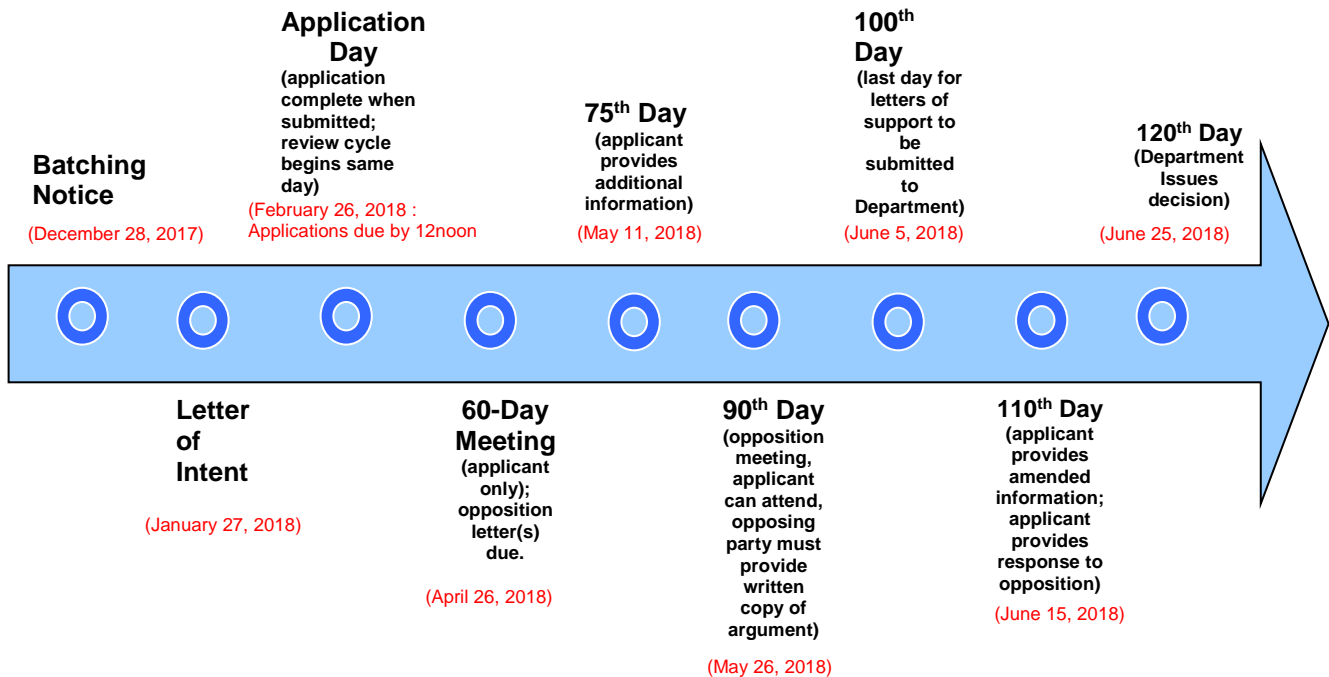 Batching
Notice
(December 28, 2017)
Application
Day
(application
complete when
submitted;
review cycle
begins same
day)
(February 26, 2018 :
Applications due by 12noon
75th Day
(applicant
provides
additional
information)
(May 11, 2018)
100th
Day
(last day for
letters of
support to
be
submitted
to
Department)
(June 5, 2018)
120th Day
(Department
Issues
decision)
(June 25, 2018)
Letter
of
Intent
(January 27, 2018)
60-Day
Meeting
(applicant
only);
opposition
letter(s)
due.
(April 26, 2018)
90th Day
(opposition
meeting,
applicant
can attend,
opposing
party must
provide
written
copy of
argument)
(May 26, 2018)
110th Day
(applicant
provides
amended
information;
applicant
provides
response to
opposition)
(June 15, 2018)